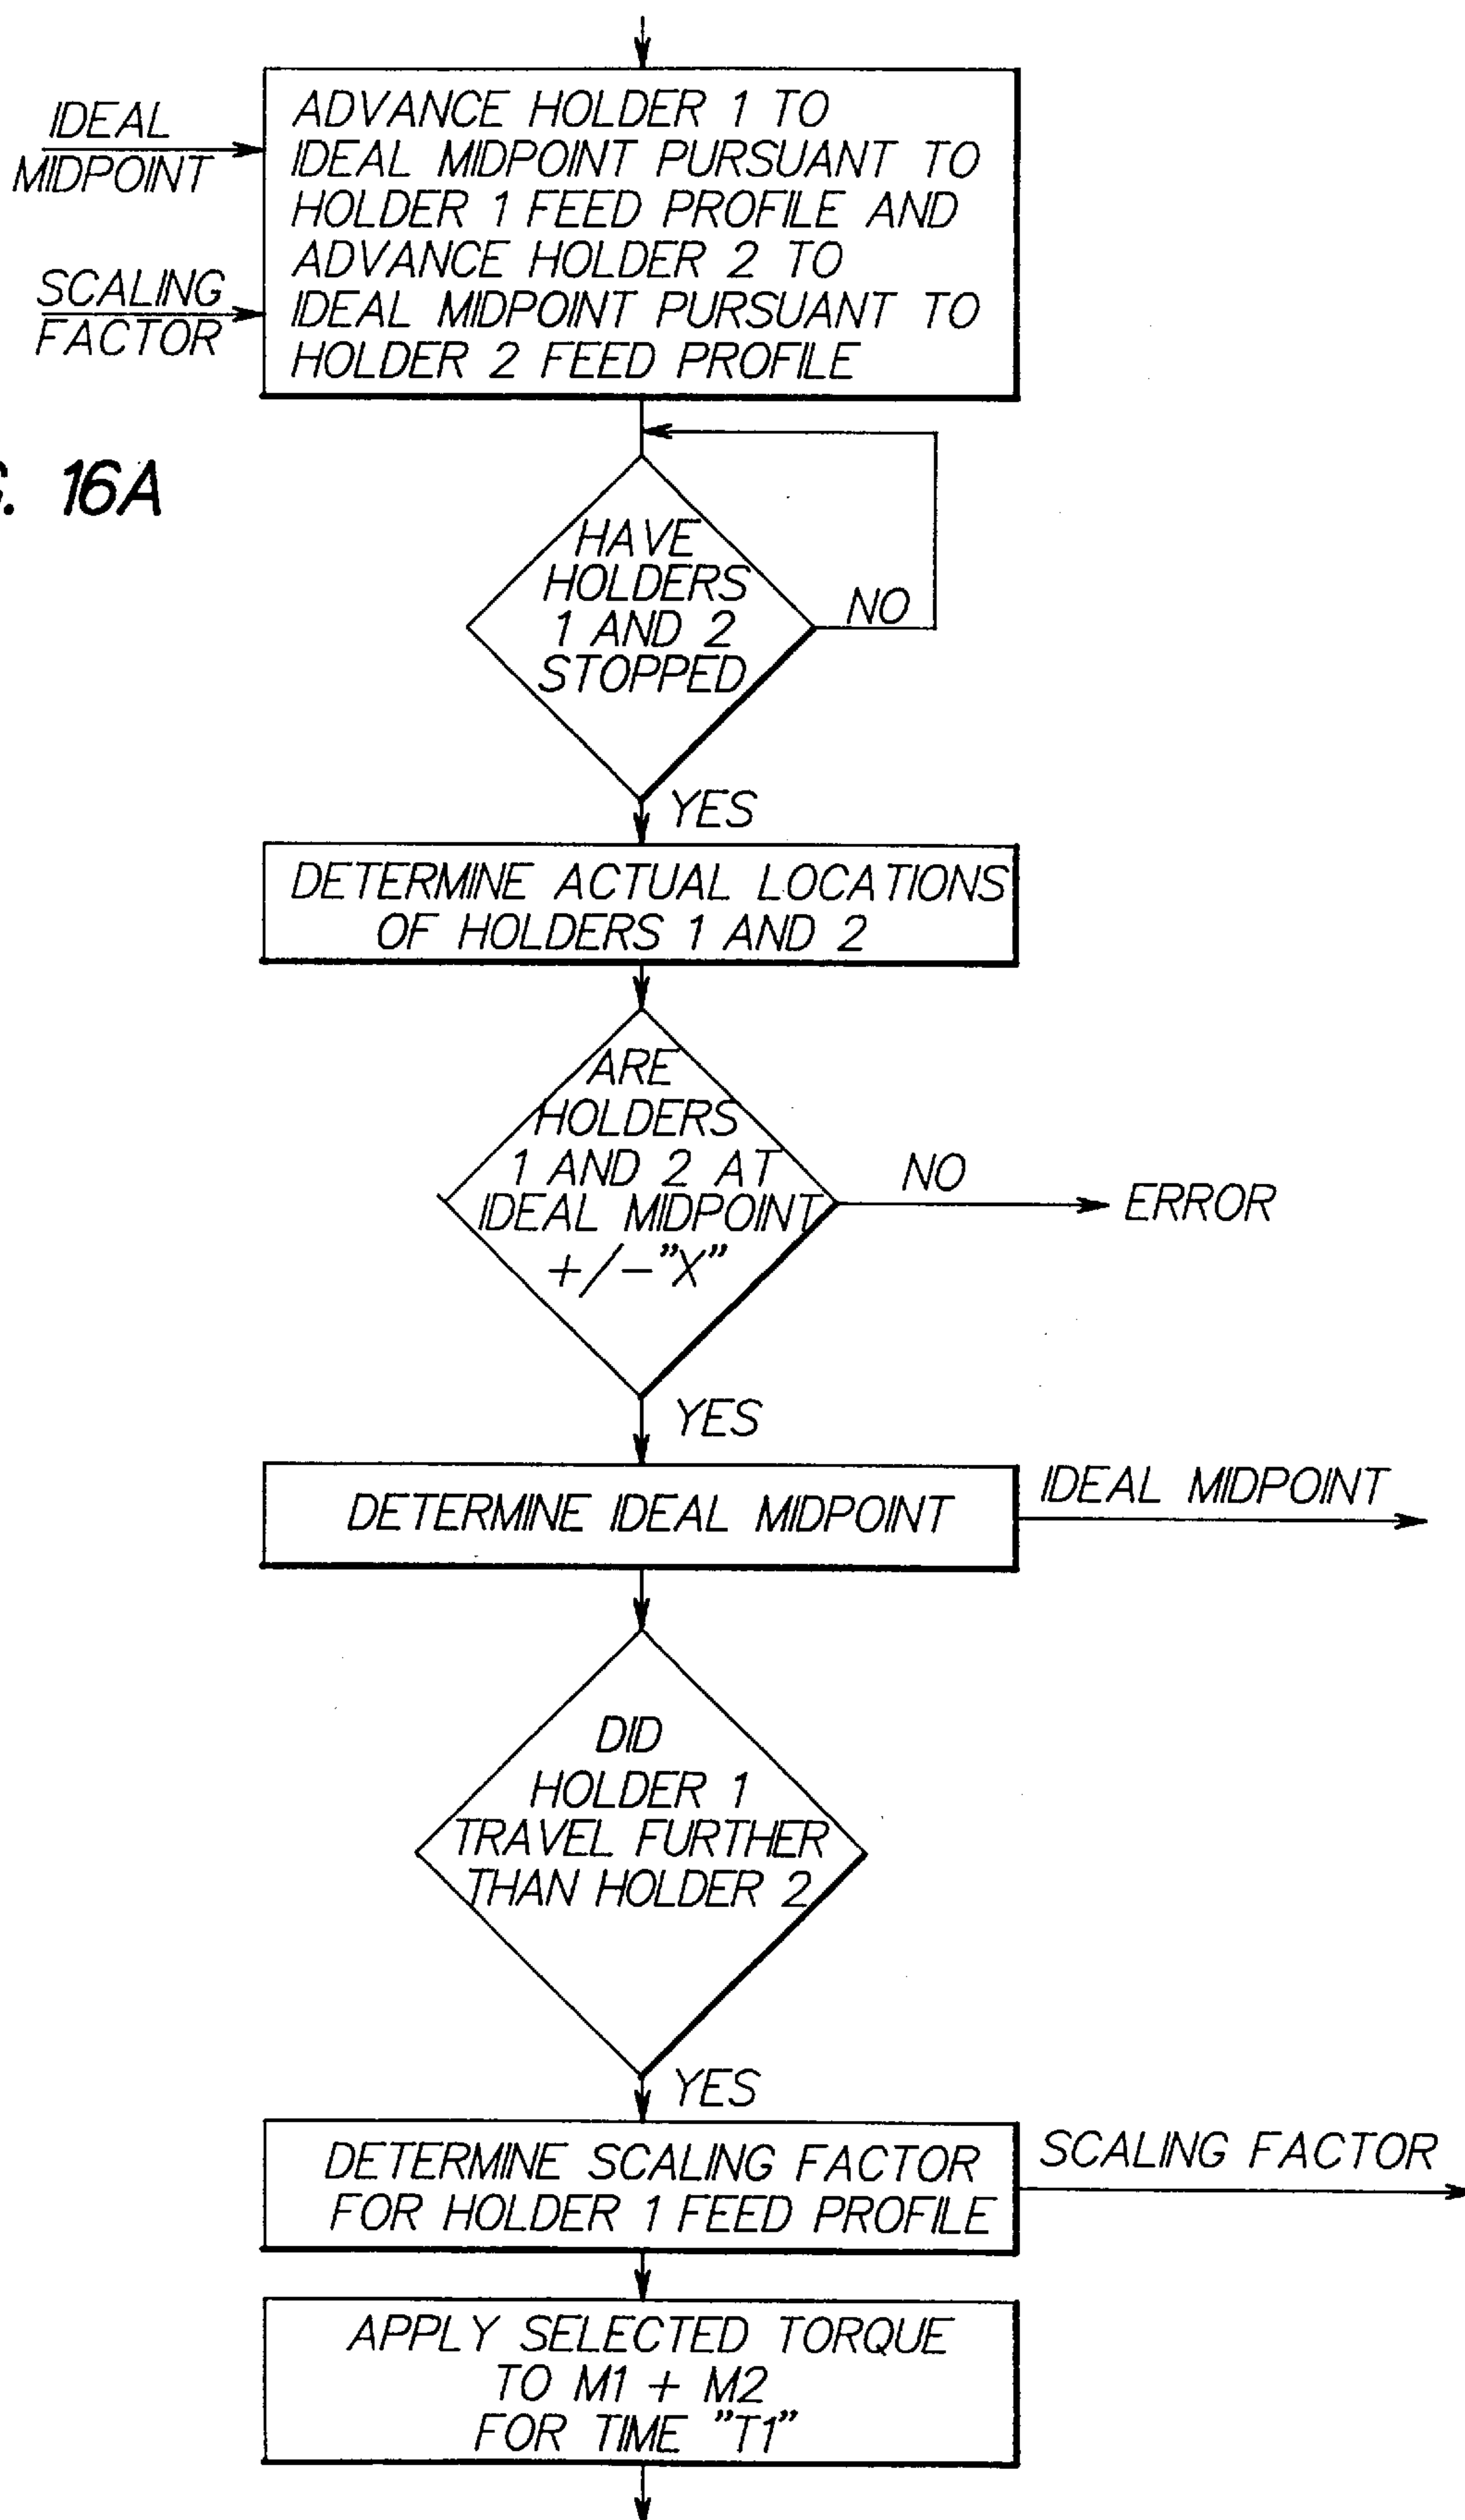 IDEAL
MIDPOINT
SCALING
FACTOR
ADVANCE HOLDER 1 TO
IDEAL MIDPOINT PURSUANT TO
HOLDER 1 FEED PROFILE AND
ADVANCE HOLDER 2 TO
IDEAL MIDPOINT PURSUANT TO
HOLDER 2 FEED PROFILE
16A
HAVE
HOLDERS
1 AND 2
STOPPED
NO
YES
DETERMINE ACTUAL LOCATIONS
OF HOLDERS 1 AND 2
ARE
HOLDERS
1 AND 2 AT
IDEAL MIDPOINT
+/-"X"
NO
ERROR
YES
DETERMINE IDEAL MIDPOINT
IDEAL MIDPOINT
DID
HOLDER 1
TRAVEL FURTHER
THAN HOLDER 2
YES
DETERMINE SCALING FACTOR
FOR HOLDER 1 FEED PROFILE
SCALING FACTOR
APPLY SELECTED TORQUE
TO M1 + M2
FOR TIME "T1"